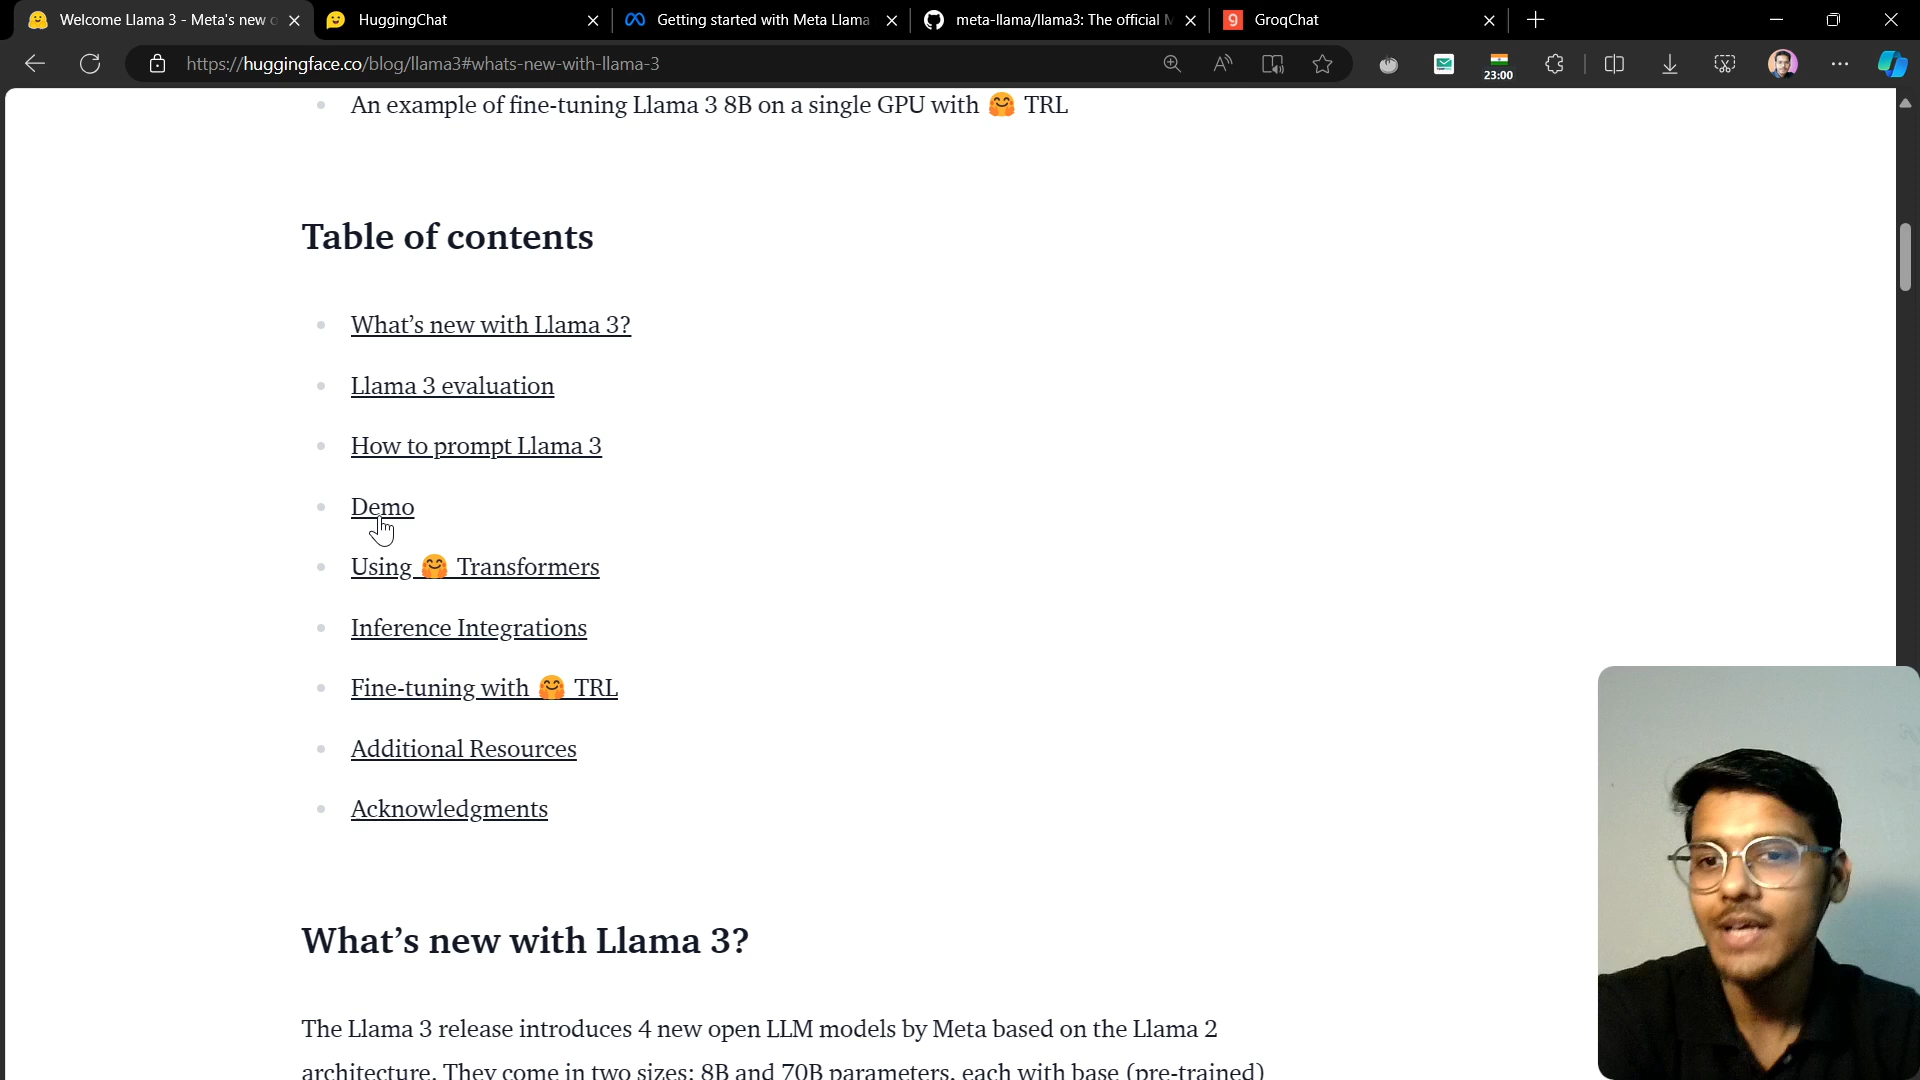 Welcome Llama 3 - Meta's new o
HuggingChat
Getting started with Meta Llama
meta-llama/llama3: The official M
GroqChat
https://huggingface.co/blog/llama3#whats-new-with-llama-3
23:00
An example of fine-tuning Llama 3 8B on a single GPU with 🤗 TRL
Table of contents
What's new with Llama 3?
Llama 3 evaluation
How to prompt Llama 3
Demo
Using 🤗 Transformers
Inference Integrations
Fine-tuning with 🤗 TRL
Additional Resources
Acknowledgments
What's new with Llama 3?
The Llama 3 release introduces 4 new open LLM models by Meta based on the Llama 2
architecture. They come in two sizes: 8B and 70B parameters, each with base (pre-trained)